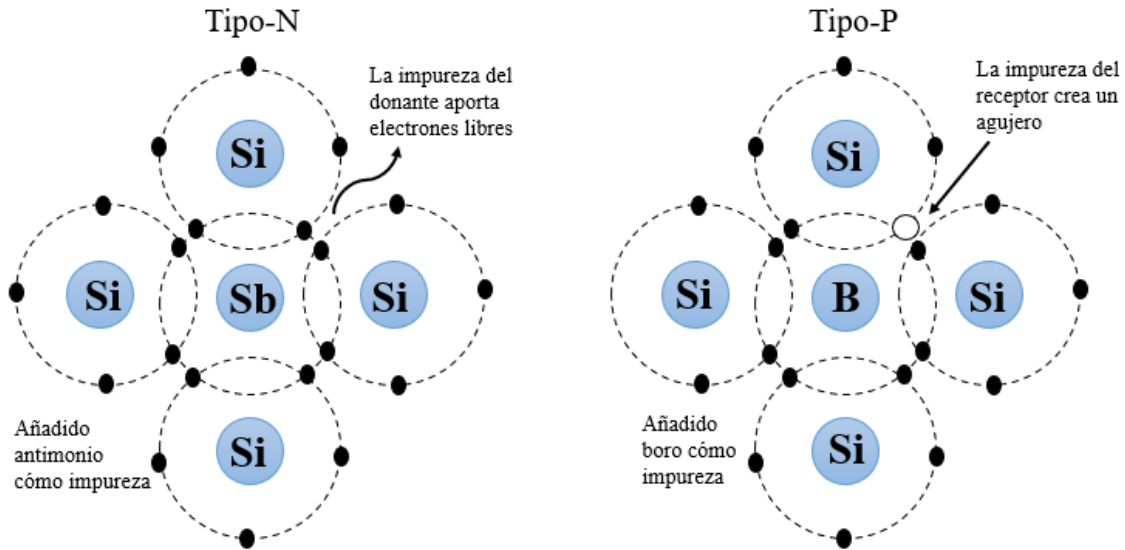 Tipo-N
La impureza del
donante aporta
electrones libres
Si
Si
Sb
Si
Si
Añadido
antimonio
cómo impureza
Tipo-P
La impureza del
receptor crea un
agujero
Si
Si
B
Si
Si
Añadido
boro cómo
impureza